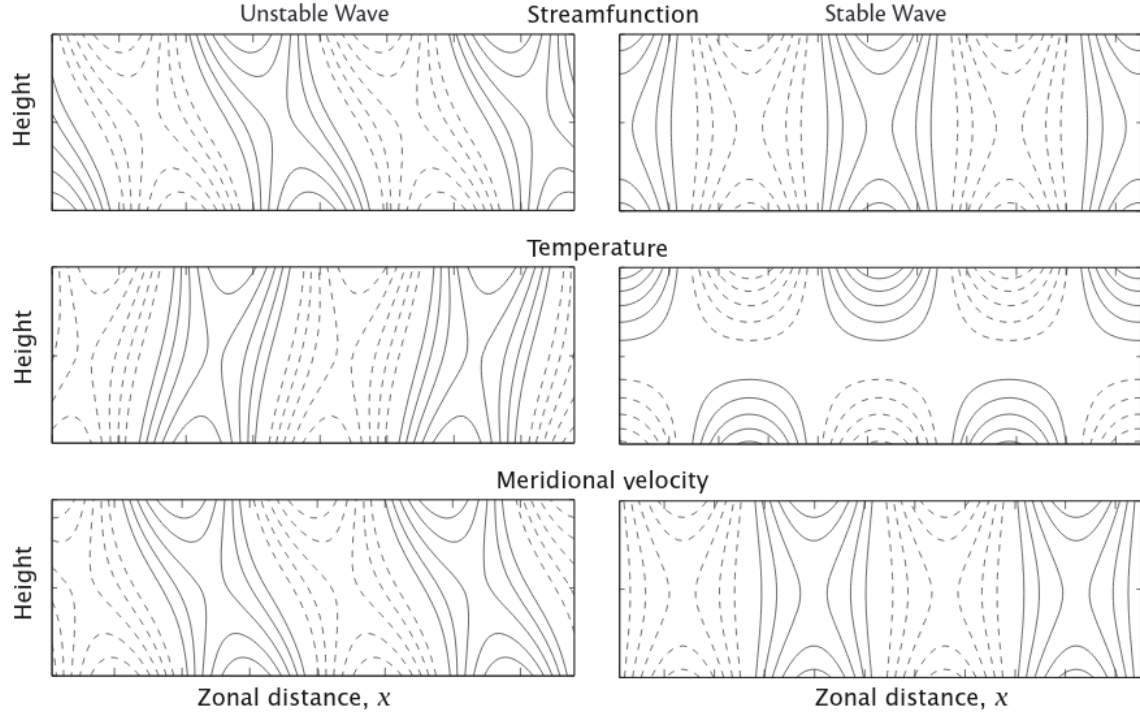 Unstable Wave Streamfunction Stable Wave
Height
Temperature
Height
Meridional velocity
Height
Zonal distance, x Zonal distance, x